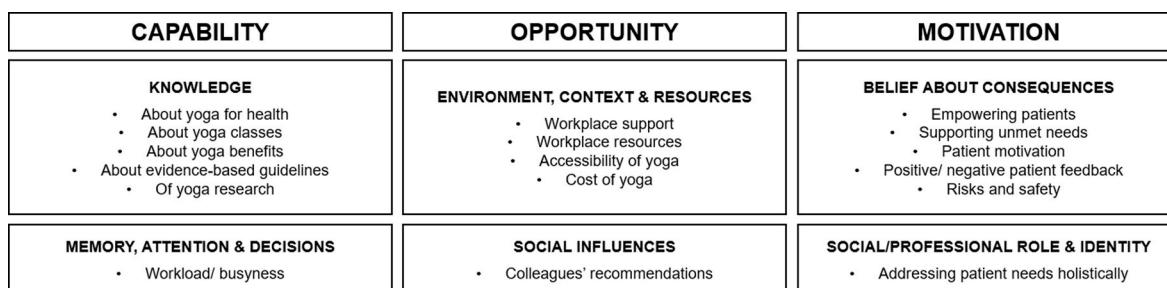 CAPABILITY
OPPORTUNITY
MOTIVATION
KNOWLEDGE
• About yoga for health
• About yoga classes
• About yoga benefits
• About evidence-based guidelines
• Of yoga research
ENVIRONMENT, CONTEXT & RESOURCES
• Workplace support
• Workplace resources
• Accessibility of yoga
• Cost of yoga
BELIEF ABOUT CONSEQUENCES
• Empowering patients
• Supporting unmet needs
• Patient motivation
• Positive/ negative patient feedback
• Risks and safety
MEMORY, ATTENTION & DECISIONS
• Workload/ busyness
SOCIAL INFLUENCES
• Colleagues’ recommendations
SOCIAL/PROFESSIONAL ROLE & IDENTITY
• Addressing patient needs holistically